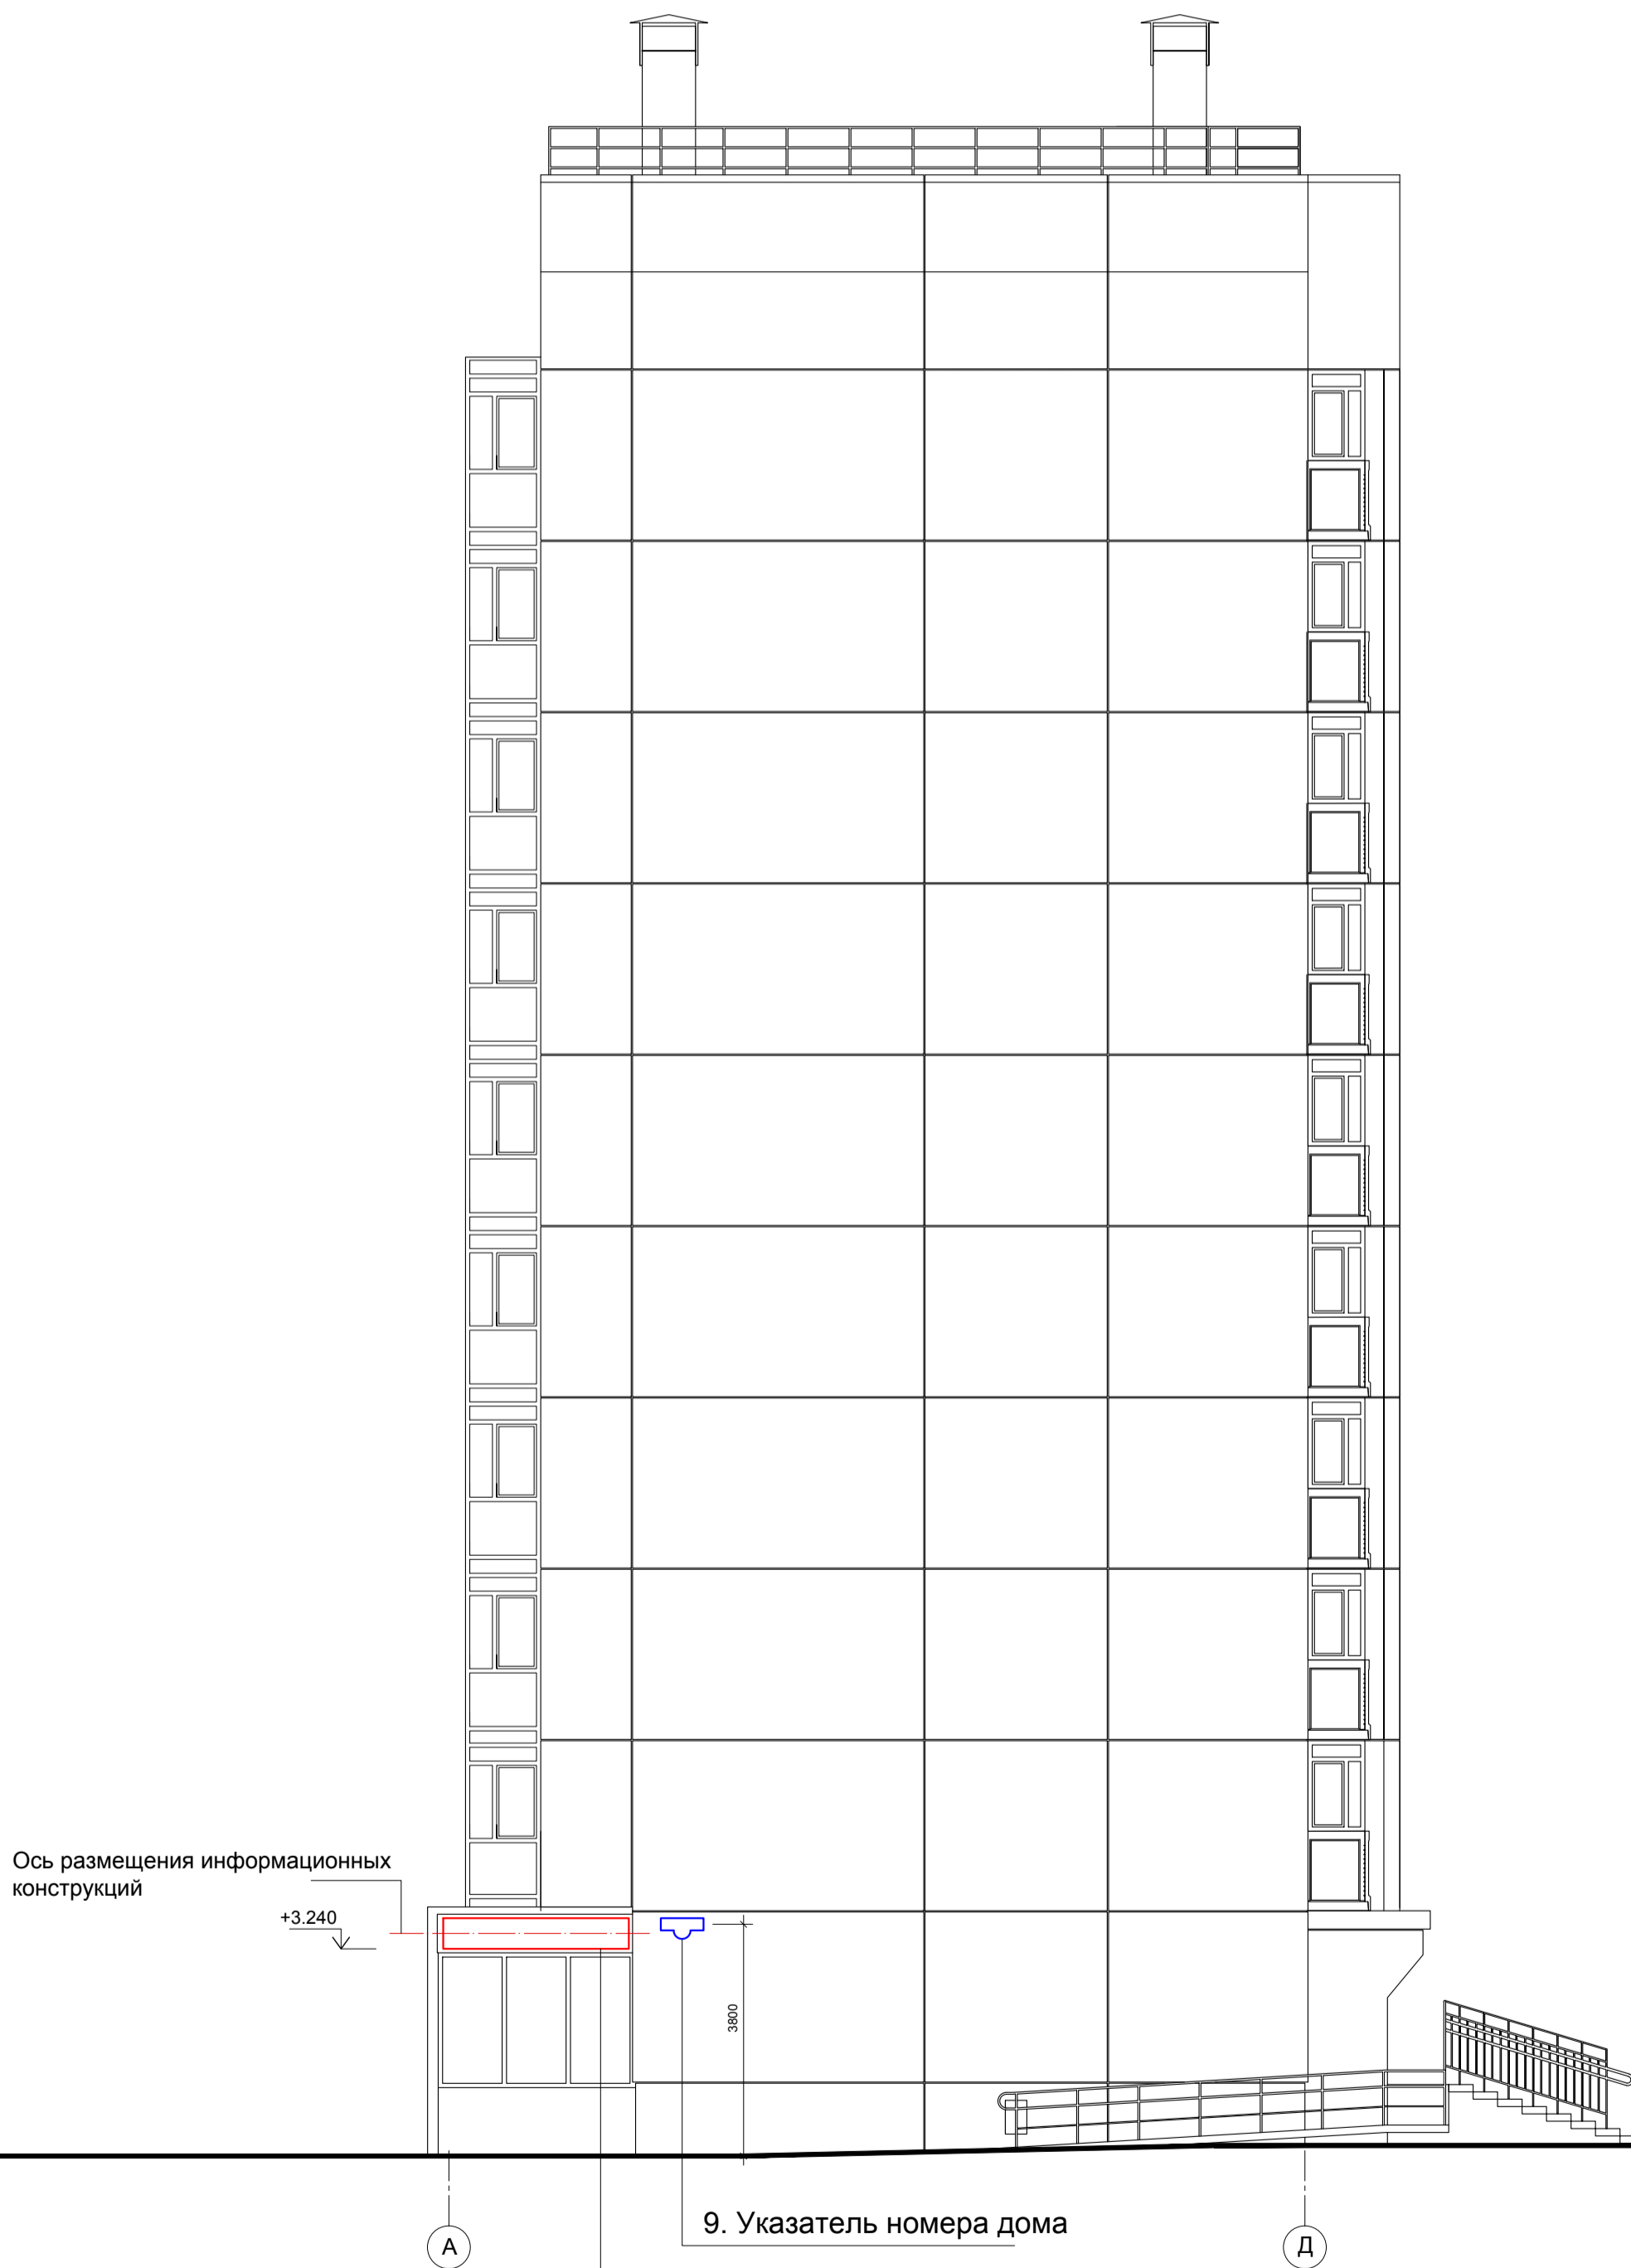 Ось размещения информационных
конструкций
+3.240
3800
9. Указатель номера дома
А
Д